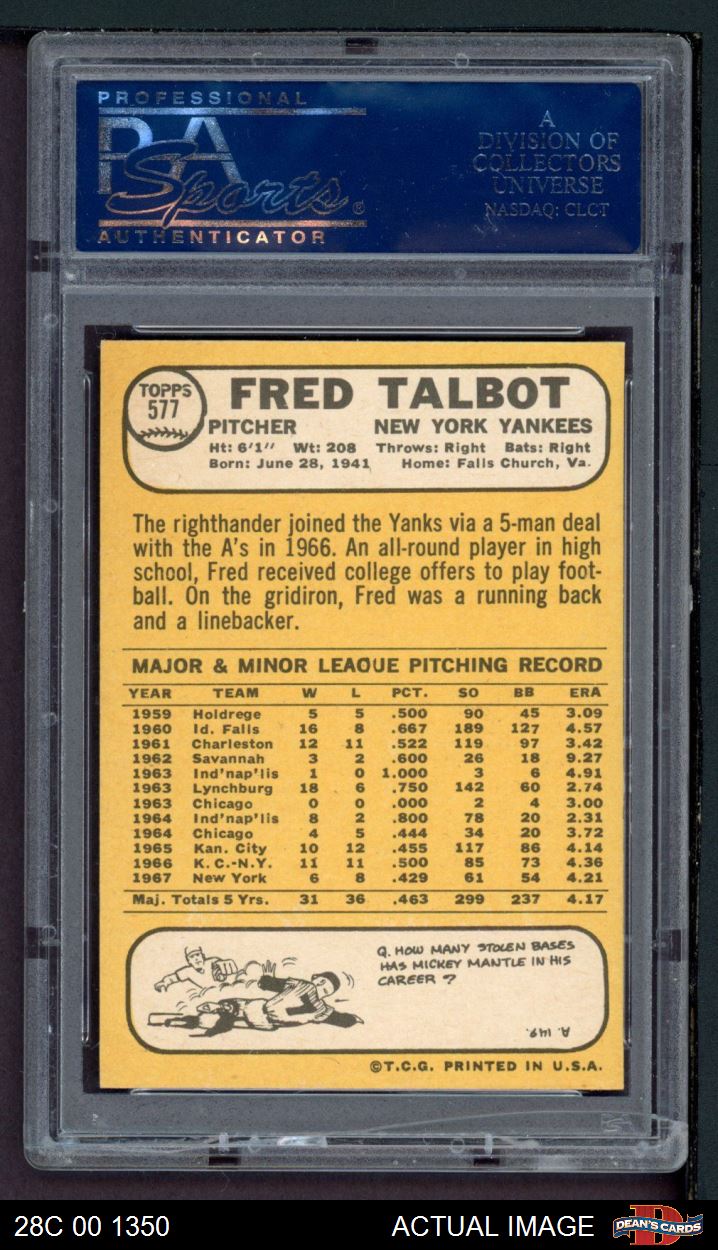 PROFESSIONAL
PSA
Sports ®
AUTHENTICATOR
A
DIVISION OF
COLLECTORS
UNIVERSE
NASDAQ: CLCT
TOPPS
577
FRED TALBOT
PITCHER NEW YORK YANKEES
Ht: 6'1" Wt: 208 Throws: Right Bats: Right
Born: June 28, 1941 Home: Falls Church, Va.
The righthander joined the Yanks via a 5-man deal
with the A's in 1966. An all-round player in high
school, Fred received college offers to play foot-
ball. On the gridiron, Fred was a running back
and a linebacker.
MAJOR & MINOR LEAGUE PITCHING RECORD
YEAR TEAM W L PCT. SO BB ERA
1959 Holdrege 5 5 .500 90 45 3.09
1960 Id. Falls 16 8 .667 189 127 4.57
1961 Charleston 12 11 .522 119 97 3.42
1962 Savannah 3 2 .600 26 18 9.27
1963 Ind'nap'lis 1 0 1.000 3 6 4.91
1963 Lynchburg 18 6 .750 142 60 2.74
1963 Chicago 0 0 .000 2 4 3.00
1964 Ind'nap'lis 8 2 .800 78 20 2.31
1964 Chicago 4 5 .444 34 20 3.72
1965 Kan. City 10 12 .455 117 86 4.14
1966 K.C.-N.Y. 11 11 .500 85 73 4.36
1967 New York 6 8 .429 61 54 4.21
Maj. Totals 5 Yrs. 31 36 .463 299 237 4.17
Q. HOW MANY STOLEN BASES
HAS MICKEY MANTLE IN HIS
CAREER ?
A. 149.
©T.C.G. PRINTED IN U.S.A.
28C 00 1350 ACTUAL IMAGE DEAN'S CARDS